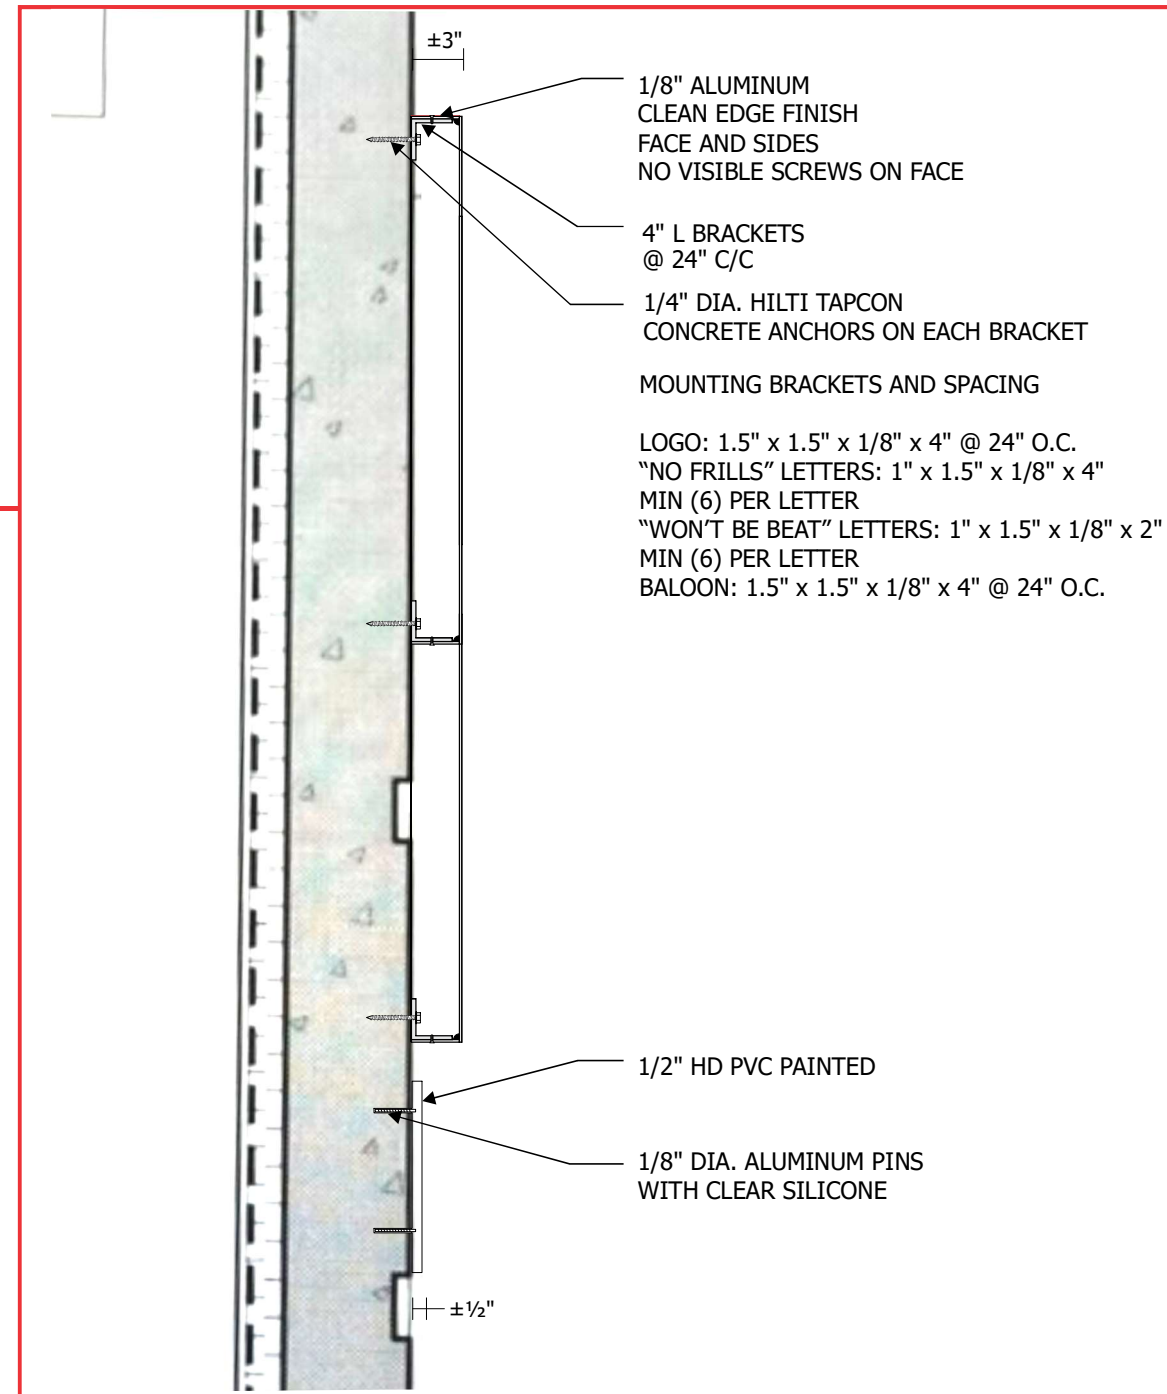 ±3"
1/8" ALUMINUM
CLEAN EDGE FINISH
FACE AND SIDES
NO VISIBLE SCREWS ON FACE
4" L BRACKETS
@ 24" C/C
1/4" DIA. HILTI TAPCON
CONCRETE ANCHORS ON EACH BRACKET
MOUNTING BRACKETS AND SPACING
LOGO: 1.5" x 1.5" x 1/8" x 4" @ 24" O.C.
“NO FRILLS” LETTERS: 1" x 1.5" x 1/8" x 4"
MIN (6) PER LETTER
“WON’T BE BEAT” LETTERS: 1" x 1.5" x 1/8" x 2"
MIN (6) PER LETTER
BALOON: 1.5" x 1.5" x 1/8" x 4" @ 24" O.C.
1/2" HD PVC PAINTED
1/8" DIA. ALUMINUM PINS
WITH CLEAR SILICONE
±½"